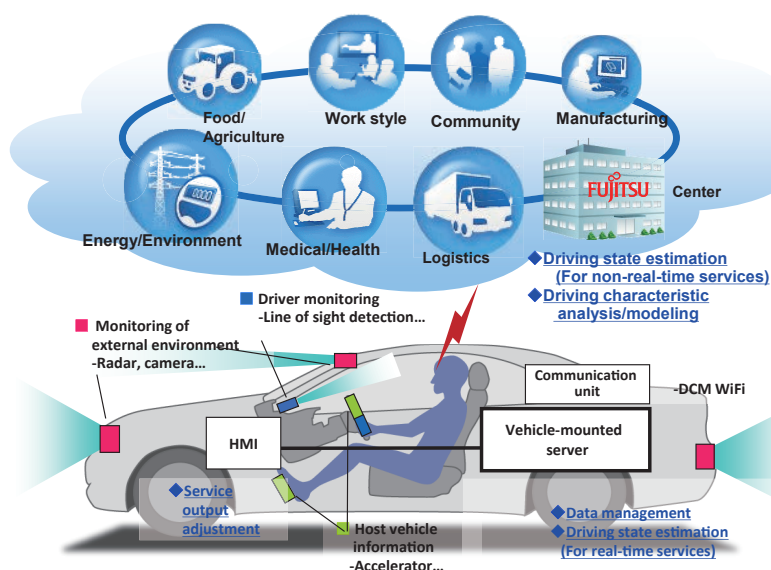 Food/
Agriculture
Work style
Community
Manufacturing
FUJITSU
Center
Energy/Environment
Medical/Health
Logistics
◆Driving state estimation
(For non-real-time services)
◆Driving characteristic
analysis/modeling
Driver monitoring
-Line of sight detection...
Monitoring of
external environment
-Radar, camera...
Communication
unit
-DCM WiFi
HMI
Vehicle-mounted
server
◆Service
output
adjustment
◆Data management
◆Driving state estimation
(For real-time services)
Host vehicle
information
-Accelerator...